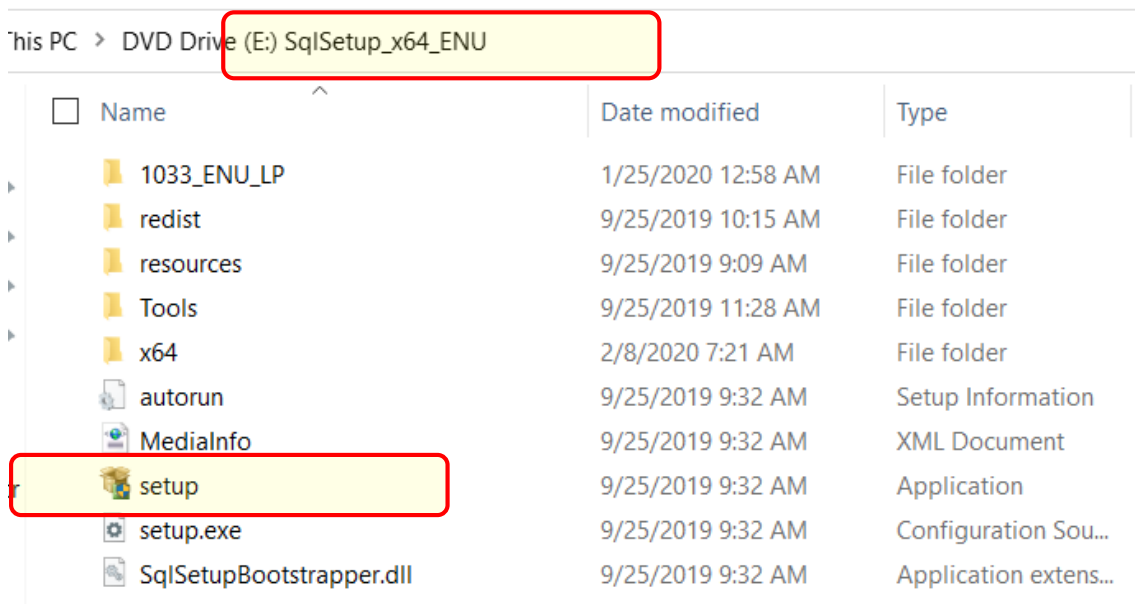 This PC > DVD Drive (E:) SqlSetup_x64_ENU
Name Date modified Type
1033_ENU_LP 1/25/2020 12:58 AM File folder
redist 9/25/2019 10:15 AM File folder
resources 9/25/2019 9:09 AM File folder
Tools 9/25/2019 11:28 AM File folder
x64 2/8/2020 7:21 AM File folder
autorun 9/25/2019 9:32 AM Setup Information
MediaInfo 9/25/2019 9:32 AM XML Document
setup 9/25/2019 9:32 AM Application
setup.exe 9/25/2019 9:32 AM Configuration Sou...
SqlSetupBootstrapper.dll 9/25/2019 9:32 AM Application extens...